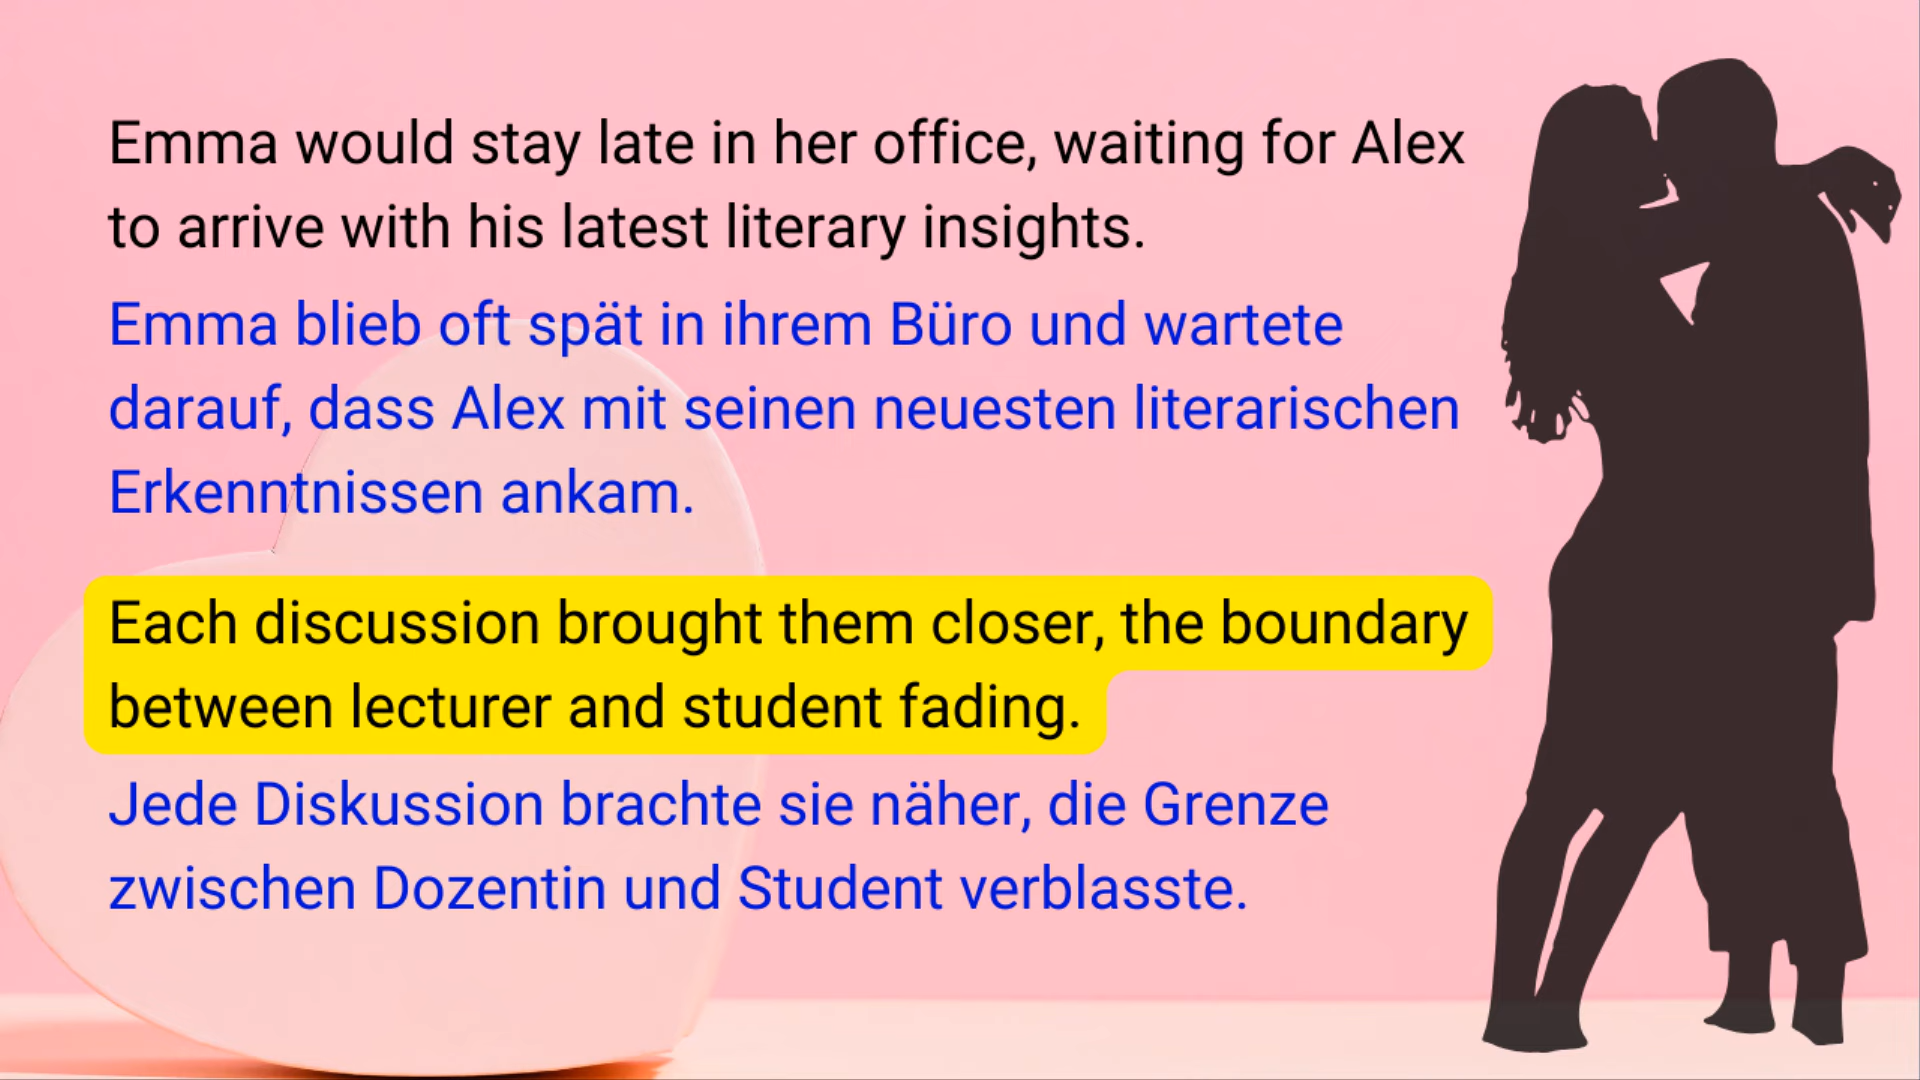 Emma would stay late in her office, waiting for Alex
to arrive with his latest literary insights.
Emma blieb oft spät in ihrem Büro und wartete
darauf, dass Alex mit seinen neuesten literarischen
Erkenntnissen ankam.
Each discussion brought them closer, the boundary
between lecturer and student fading.
Jede Diskussion brachte sie näher, die Grenze
zwischen Dozentin und Student verblasste.